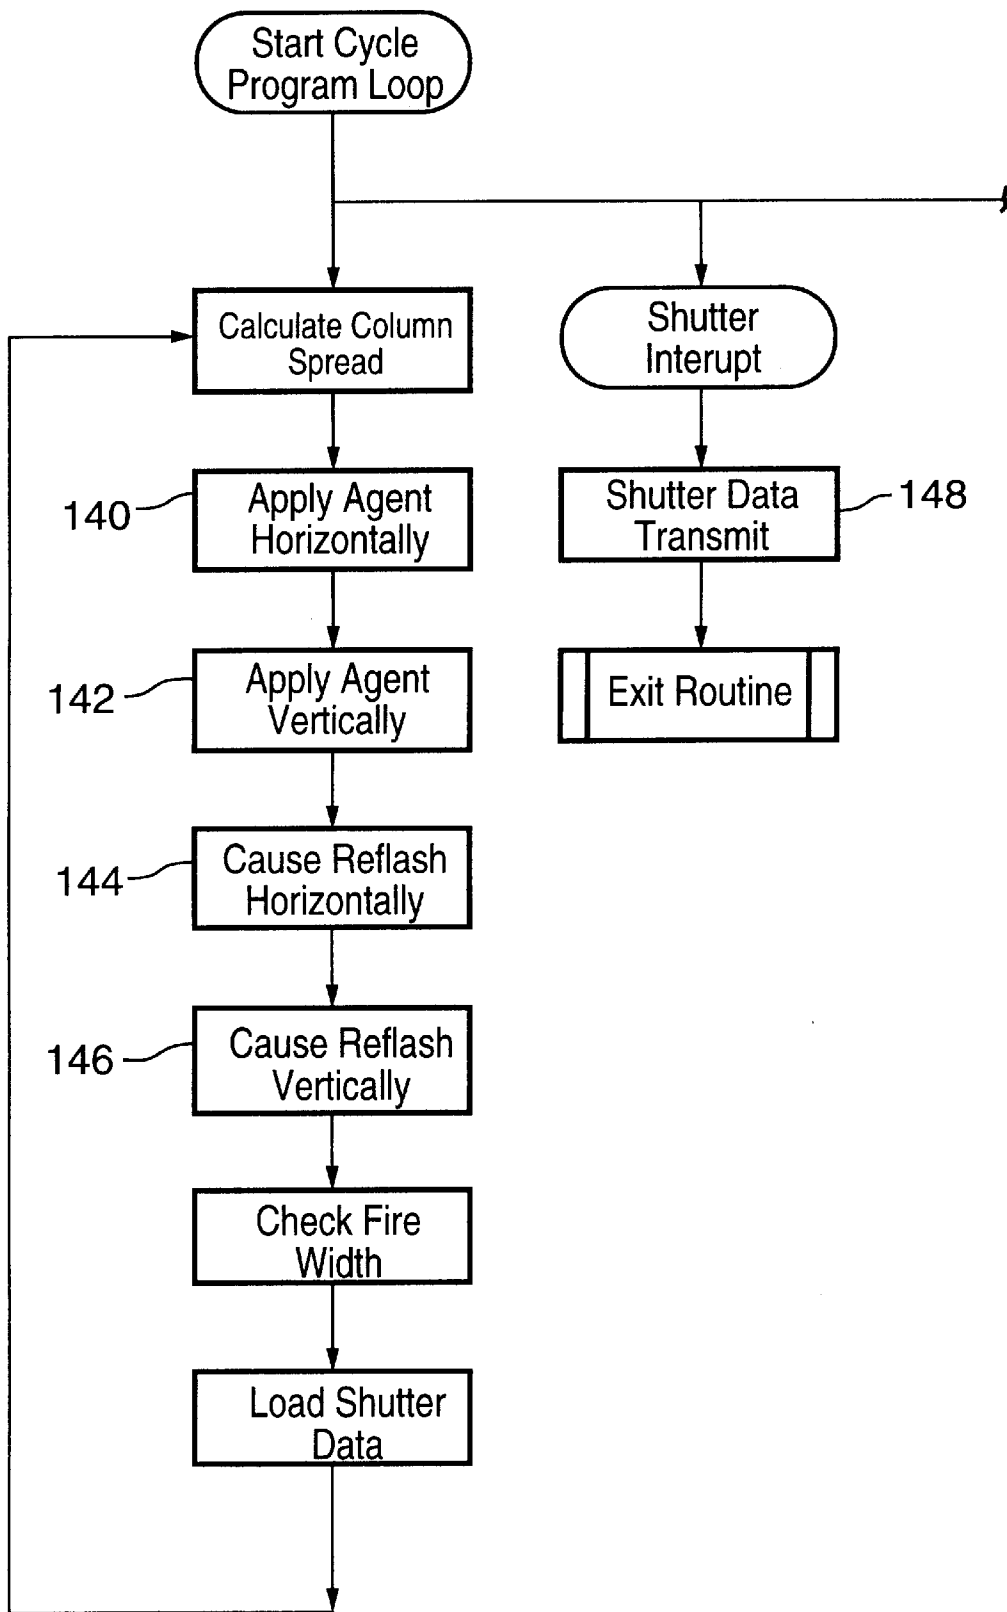 Start Cycle
Program Loop
Calculate Column
Spread
Shutter
Interupt
140
Apply Agent
Horizontally
Shutter Data
Transmit
148
142
Apply Agent
Vertically
Exit Routine
144
Cause Reflash
Horizontally
146
Cause Reflash
Vertically
Check Fire
Width
Load Shutter
Data